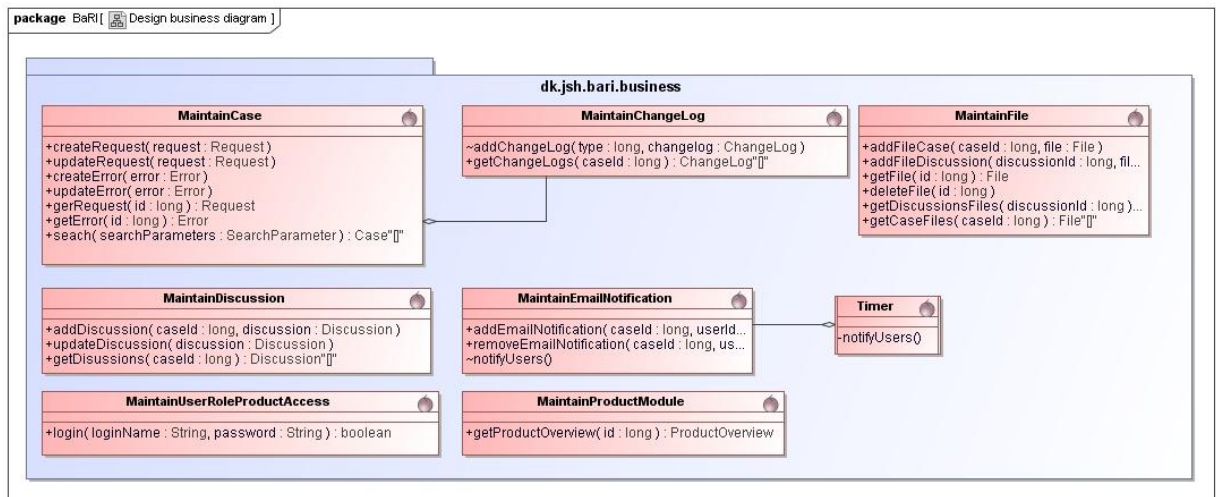 package BaRI[ Design business diagram ]
dk.jsh.bari.business
MaintainCase
+createRequest( request : Request )
+updateRequest( request : Request )
+createError( error : Error )
+updateError( error : Error )
+gerRequest( id : long ) : Request
+getError( id : long ) : Error
+seach( searchParameters : SearchParameter ) : Case"[]"
MaintainChangeLog
~addChangeLog( type : long, changelog : ChangeLog )
+getChangeLogs( caseId : long ) : ChangeLog"[]"
MaintainFile
+addFileCase( caseId : long, file : File )
+addFileDiscussion( discussionId : long, fil...
+getFile( id : long ) : File
+deleteFile( id : long )
+getDiscussionsFiles( discussionId : long )...
+getCaseFiles( caseId : long ) : File"[]"
MaintainDiscussion
+addDiscussion( caseId : long, discussion : Discussion )
+updateDiscussion( discussion : Discussion )
+getDisussions( caseId : long ) : Discussion"[]"
MaintainEmailNotification
+addEmailNotification( caseId : long, userId...
+removeEmailNotification( caseId : long, us...
~notifyUsers()
Timer
-notifyUsers()
MaintainUserRoleProductAccess
+login( loginName : String, password : String ) : boolean
MaintainProductModule
+getProductOverview( id : long ) : ProductOverview